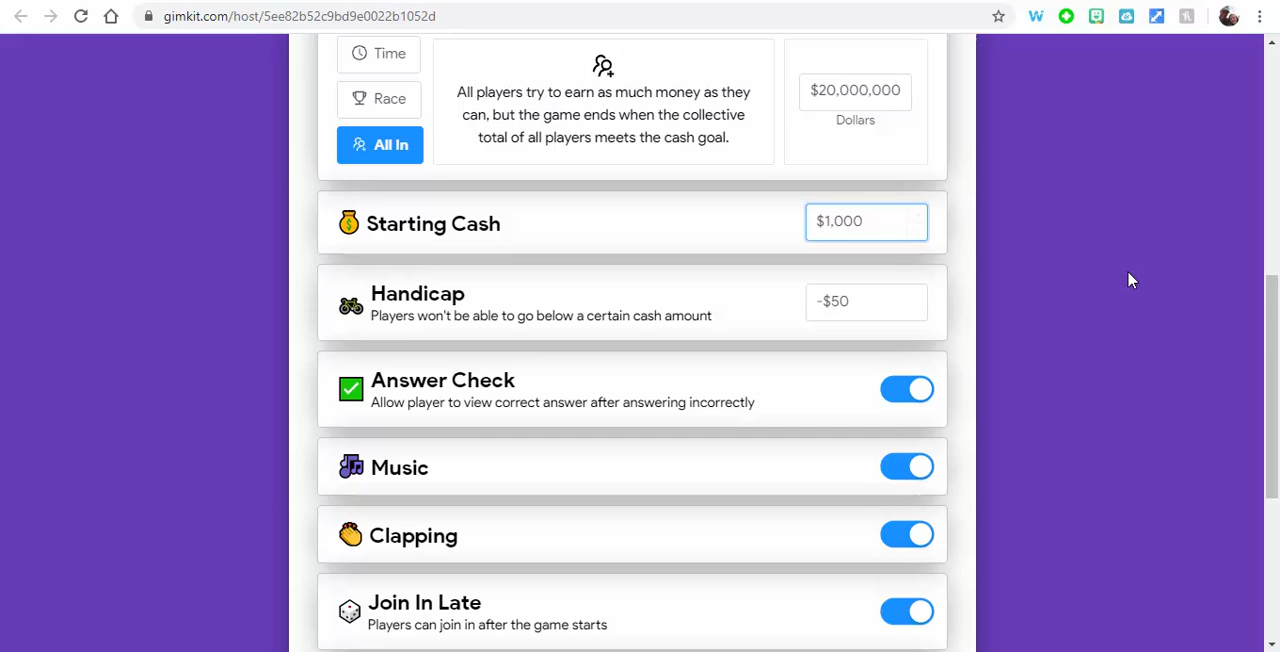 gimkit.com/host/5ee82b52c9bd9e0022b1052d
Time
Race
All In
All players try to earn as much money as they
can, but the game ends when the collective
total of all players meets the cash goal.
$20,000,000
Dollars
Starting Cash
$1,000
Handicap
Players won't be able to go below a certain cash amount
-$50
Answer Check
Allow player to view correct answer after answering incorrectly
Music
Clapping
Join In Late
Players can join in after the game starts